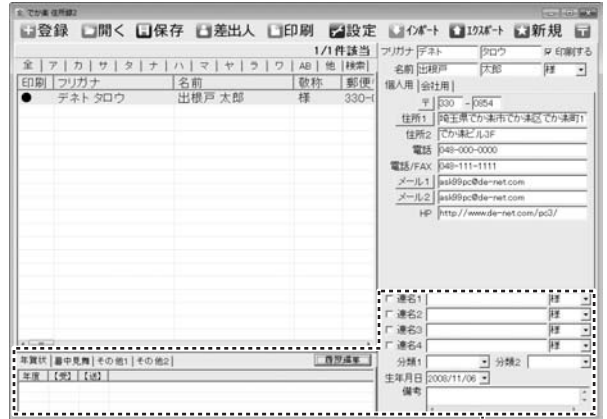 でか楽 住所録2
登録 開く 保存 差出人 印刷 設定 インポート エクスポート 新規
1/1件該当
全 ア カ サ タ ナ ハ マ ヤ ラ ワ AB 他 検索
印刷 フリガナ 名前 敬称 郵便
● デネト タロウ 出根戸 太郎 様 330-
フリガナ デネト タロウ 印刷する
名前 出根戸 太郎 様
個人用 会社用
〒 330 - 0854
住所1 埼玉県でか楽市でか楽区でか楽町1
住所2 でか楽ビル3F
電話 048-000-0000
電話/FAX 048-111-1111
メール1 ask99pc@de-net.com
メール2 ask99pc@de-net.com
HP http://www.de-net.com/pc3/
連名1 様
連名2 様
連名3 様
連名4 様
分類1 分類2
生年月日 2008/11/06
備考
年賀状 暑中見舞 その他1 その他2 履歴編集
年度 【受】 【送】